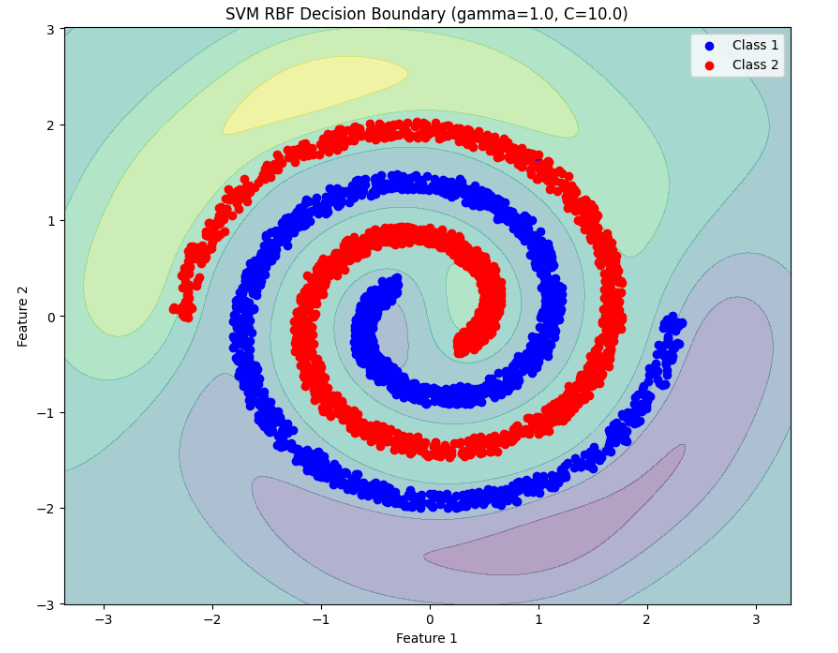 SVM RBF Decision Boundary (gamma=1.0, C=10.0)
Class 1
Class 2
3
2
1
0
−1
−2
−3
Feature 2
−3
−2
−1
0
1
2
3
Feature 1